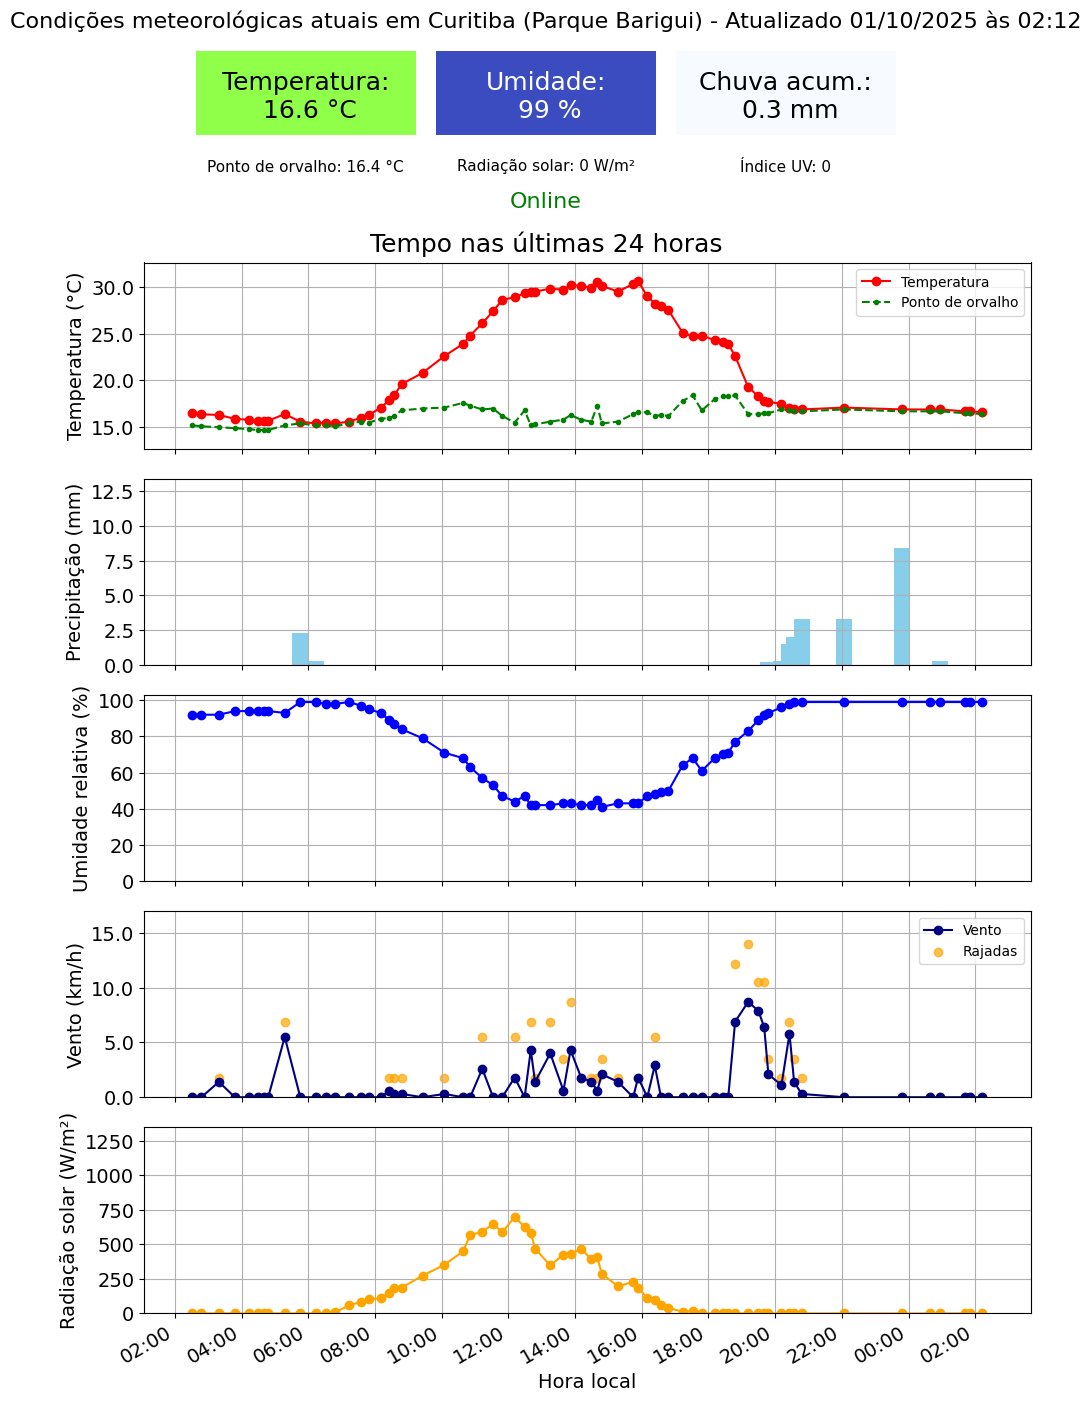 Condições meteorológicas atuais em Curitiba (Parque Barigui) - Atualizado 01/10/2025 às 02:12
Temperatura:
16.6 °C
Umidade:
99 %
Chuva acum.:
0.3 mm
Ponto de orvalho: 16.4 °C
Radiação solar: 0 W/m²
Índice UV: 0
Online
Tempo nas últimas 24 horas
Temperatura (°C)
30.0
25.0
20.0
15.0
Temperatura
Ponto de orvalho
Precipitação (mm)
12.5
10.0
7.5
5.0
2.5
0.0
Umidade relativa (%)
100
80
60
40
20
0
Vento (km/h)
15.0
10.0
5.0
0.0
Vento
Rajadas
Radiação solar (W/m²)
1250
1000
750
500
250
0
02:00
04:00
06:00
08:00
10:00
12:00
14:00
16:00
18:00
20:00
22:00
00:00
02:00
Hora local